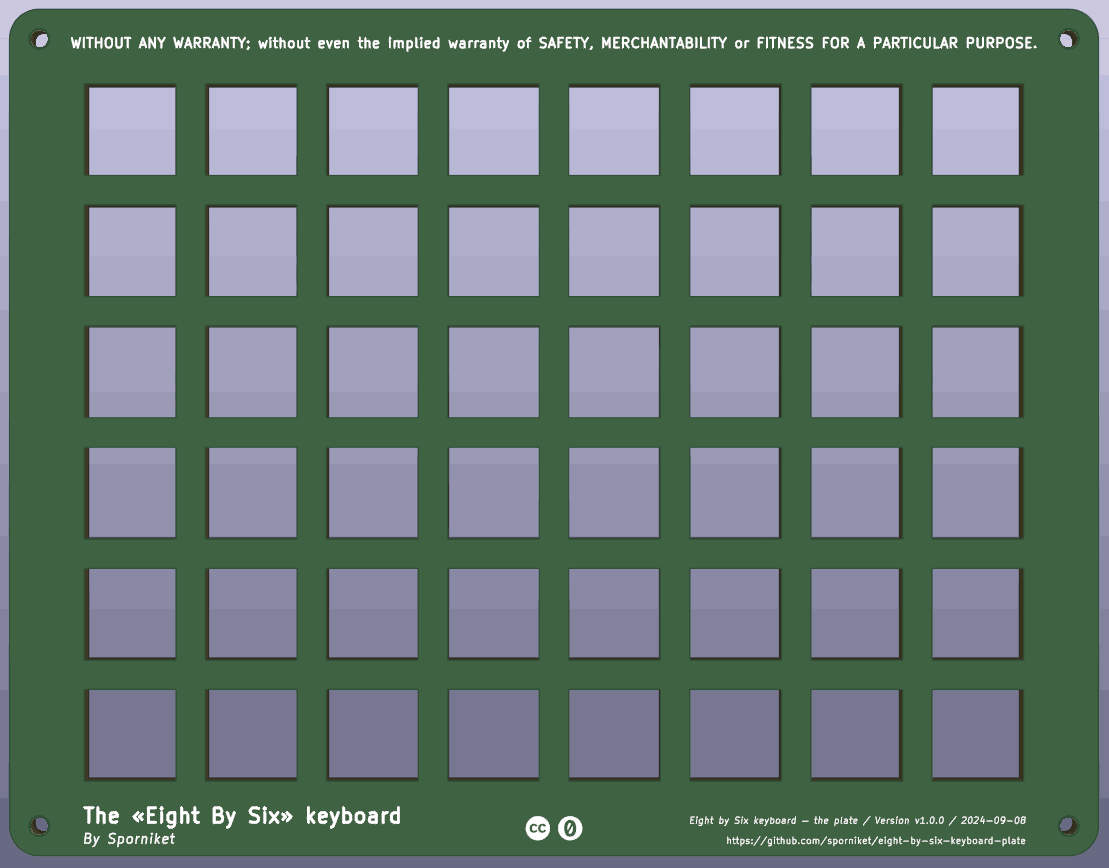 WITHOUT ANY WARRANTY; without even the implied warranty of SAFETY, MERCHANTABILITY or FITNESS FOR A PARTICULAR PURPOSE.
The «Eight By Six» keyboard
By Sporniket
cc 0
Eight by Six keyboard — the plate / Version v1.0.0 / 2024-09-08
https://github.com/sporniket/eight-by-six-keyboard-plate